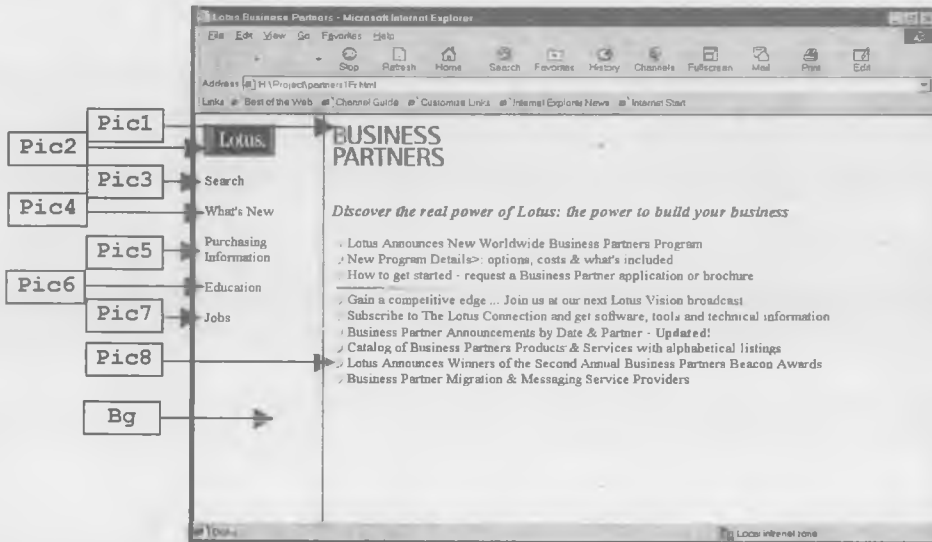 Lotus Business Partners - Microsoft Internet Explorer
File Edit View Go Favorites Help
Stop Refresh Home Search Favorites History Channels Fullscreen Mail Print Edit
Address H:\Project\partners1Fr.html
Links Best of the Web Channel Guide Customize Links Internet Explorer News Internet Start
Pic1
Pic2
Pic3
Pic4
Pic5
Pic6
Pic7
Pic8
Bg
Lotus.
Search
What's New
Purchasing
Information
Education
Jobs
BUSINESS
PARTNERS
Discover the real power of Lotus: the power to build your business
Lotus Announces New Worldwide Business Partners Program
New Program Details>: options, costs & what's included
How to get started - request a Business Partner application or brochure
Gain a competitive edge ... Join us at our next Lotus Vision broadcast
Subscribe to The Lotus Connection and get software, tools and technical information
Business Partner Announcements by Date & Partner - Updated!
Catalog of Business Partners Products & Services with alphabetical listings
Lotus Announces Winners of the Second Annual Business Partners Beacon Awards
Business Partner Migration & Messaging Service Providers
Local intranet zone